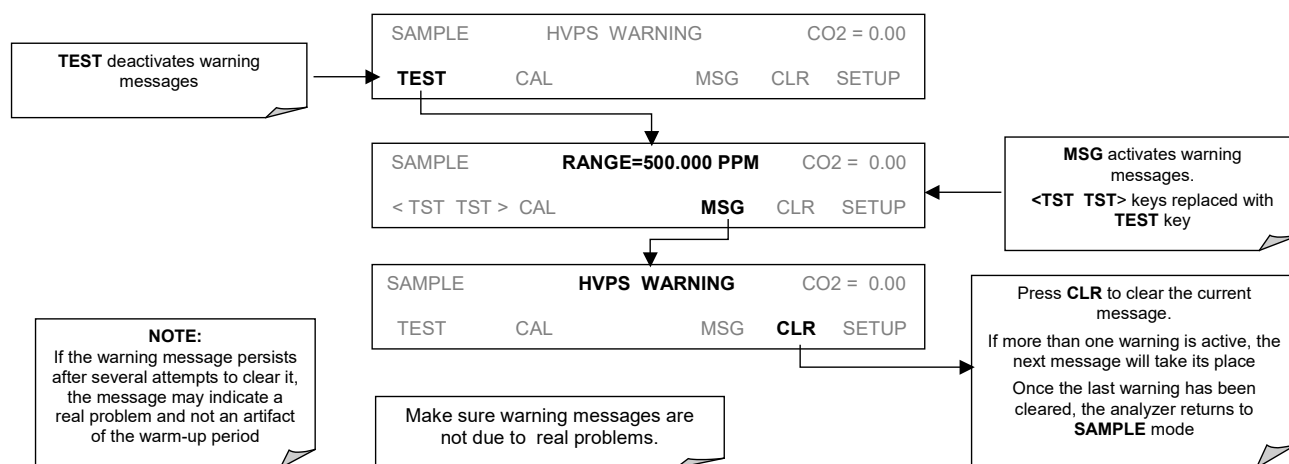 SAMPLE HVPS WARNING CO2 = 0.00
TEST CAL MSG CLR SETUP
TEST deactivates warning
messages
SAMPLE RANGE=500.000 PPM CO2 = 0.00
< TST TST > CAL MSG CLR SETUP
MSG activates warning
messages.
<TST TST> keys replaced with
TEST key
SAMPLE HVPS WARNING CO2 = 0.00
TEST CAL MSG CLR SETUP
Press CLR to clear the current
message.
If more than one warning is active, the
next message will take its place
Once the last warning has been
cleared, the analyzer returns to
SAMPLE mode
NOTE:
If the warning message persists
after several attempts to clear it,
the message may indicate a
real problem and not an artifact
of the warm-up period
Make sure warning messages are
not due to real problems.